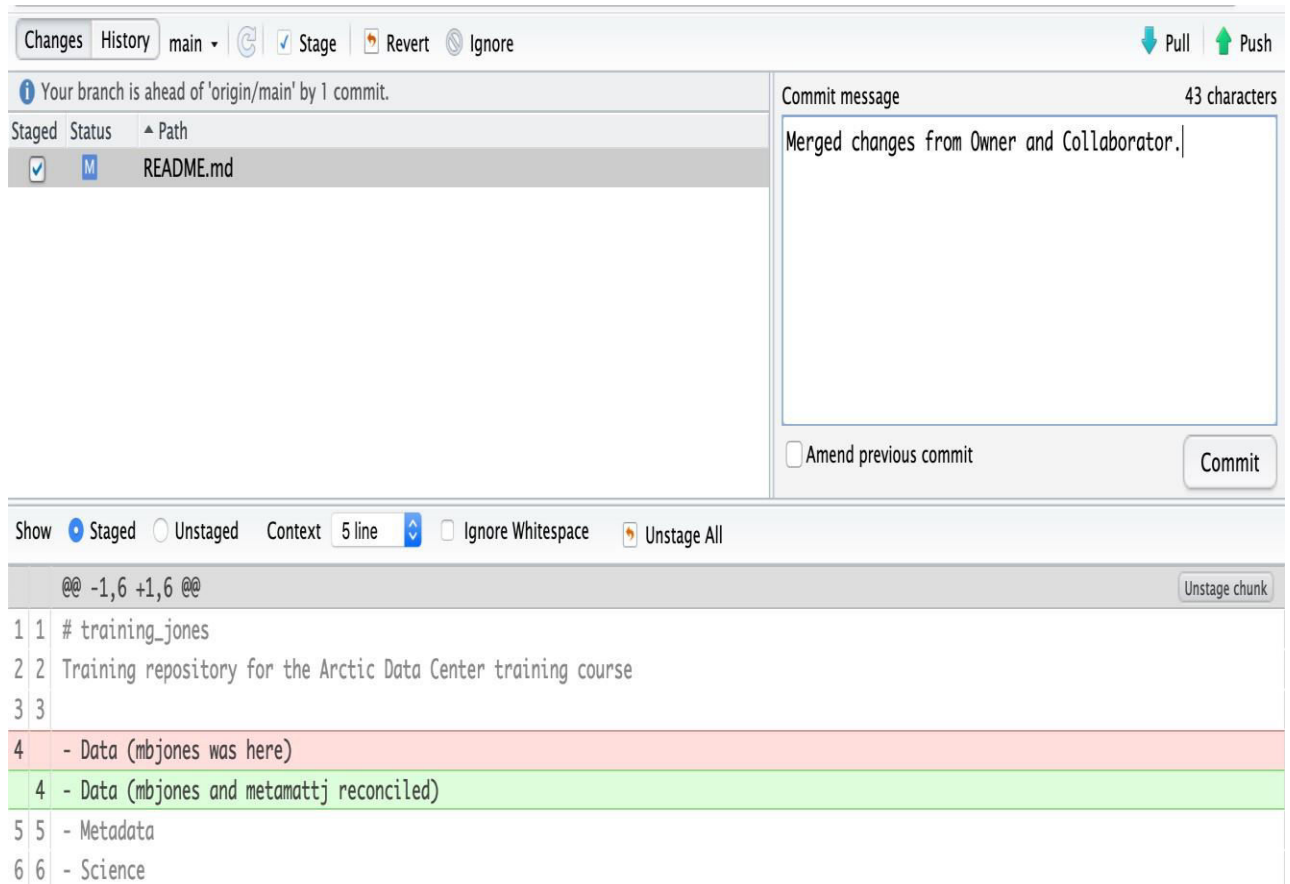 Changes History main Stage Revert Ignore Pull Push
Your branch is ahead of 'origin/main' by 1 commit.
Staged Status Path
M README.md
Commit message 43 characters
Merged changes from Owner and Collaborator.
Amend previous commit Commit
Show Staged Unstaged Context 5 line Ignore Whitespace Unstage All
@@ -1,6 +1,6 @@ Unstage chunk
1 1 # training_jones
2 2 Training repository for the Arctic Data Center training course
3 3
4 - Data (mbjones was here)
4 - Data (mbjones and metamattj reconciled)
5 5 - Metadata
6 6 - Science